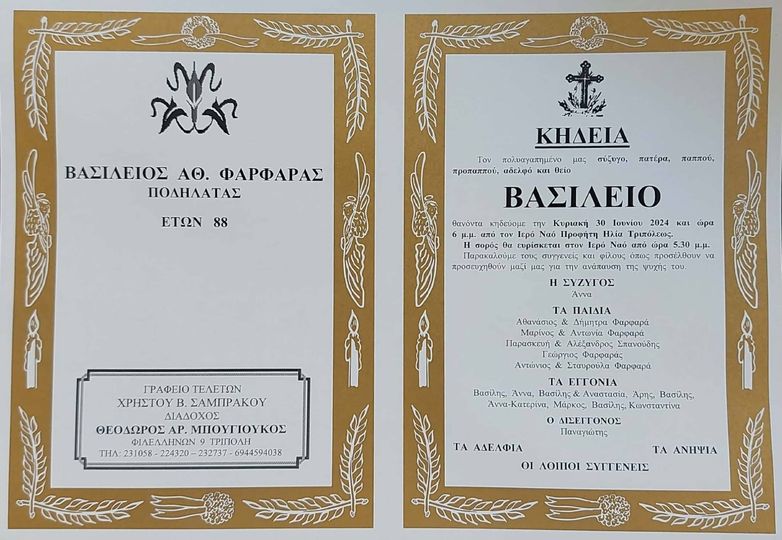 ΒΑΣΙΛΕΙΟΣ ΑΘ. ΦΑΡΦΑΡΑΣ
ΠΟΔΗΛΑΤΑΣ
ΕΤΩΝ 88
ΓΡΑΦΕΙΟ ΤΕΛΕΤΩΝ
ΧΡΗΣΤΟΥ Β. ΣΑΜΠΡΑΚΟΥ
ΔΙΑΔΟΧΟΣ
ΘΕΟΔΩΡΟΣ ΑΡ. ΜΠΟΥΓΙΟΥΚΟΣ
ΦΙΛΕΛΛΗΝΩΝ 9 ΤΡΙΠΟΛΗ
ΤΗΛ: 231058 - 224320 – 232737 - 6944594038
ΚΗΔΕΙΑ
Τον πολυαγαπημένο μας σύζυγο, πατέρα, παππού,
προπαππού, αδελφό και θείο
ΒΑΣΙΛΕΙΟ
θανόντα κηδεύομε την Κυριακή 30 Ιουνίου 2024 και ώρα
6 μ.μ. από τον Ιερό Ναό Προφήτη Ηλία Τριπόλεως.
Η σορός θα ευρίσκεται στον Ιερό Ναό από ώρα 5.30 μ.μ.
Παρακαλούμε τους συγγενείς και φίλους όπως προσέλθουν να
προσευχηθούν μαζί μας για την ανάπαυση της ψυχής του.
Η ΣΥΖΥΓΟΣ
Άννα
ΤΑ ΠΑΙΔΙΑ
Αθανάσιος & Δήμητρα Φαρφαρά
Μαρίνος & Αντωνία Φαρφαρά
Παρασκευή & Αλέξανδρος Σπανούδης
Γεώργιος Φαρφαράς
Αντώνιος & Σταυρούλα Φαρφαρά
ΤΑ ΕΓΓΟΝΙΑ
Βασίλης, Άννα, Βασίλης & Αναστασία, Άρης, Βασίλης,
Άννα-Κατερίνα, Μάρκος, Βασίλης, Κωνσταντίνα
Ο ΔΙΣΕΓΓΟΝΟΣ
Παναγιώτης
ΤΑ ΑΔΕΛΦΙΑ ΤΑ ΑΝΗΨΙΑ
ΟΙ ΛΟΙΠΟΙ ΣΥΓΓΕΝΕΙΣ